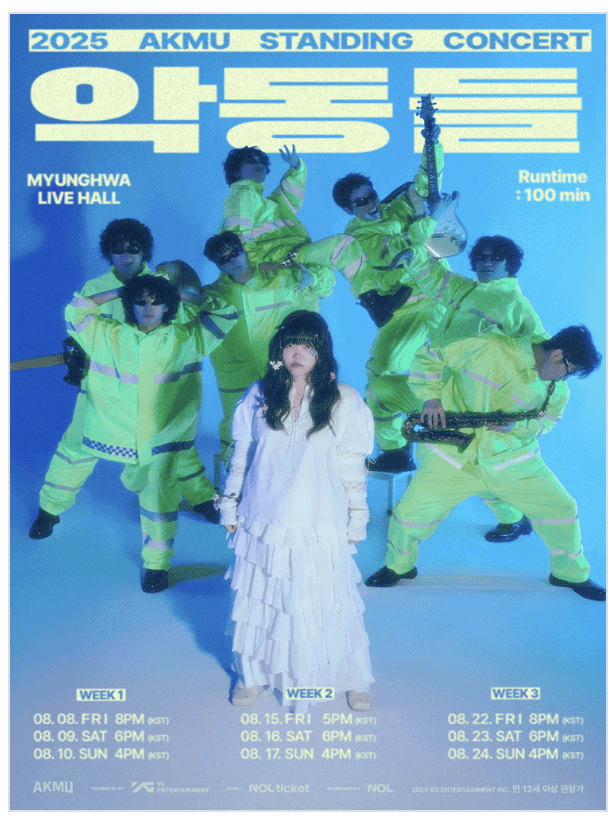 2025 AKMU STANDING CONCERT
악동들
MYUNGHWA
LIVE HALL
Runtime
: 100 min
WEEK 1
08. 08. FRI 8PM (KST)
08. 09. SAT 6PM (KST)
08. 10. SUN 4PM (KST)
WEEK 2
08. 15. FRI 5PM (KST)
08. 16. SAT 6PM (KST)
08. 17. SUN 4PM (KST)
WEEK 3
08. 22. FRI 8PM (KST)
08. 23. SAT 6PM (KST)
08. 24. SUN 4PM (KST)
AKMU YG ENTERTAINMENT NOL ticket NOL 2025 YG ENTERTAINMENT INC. 만 12세 이상 관람가